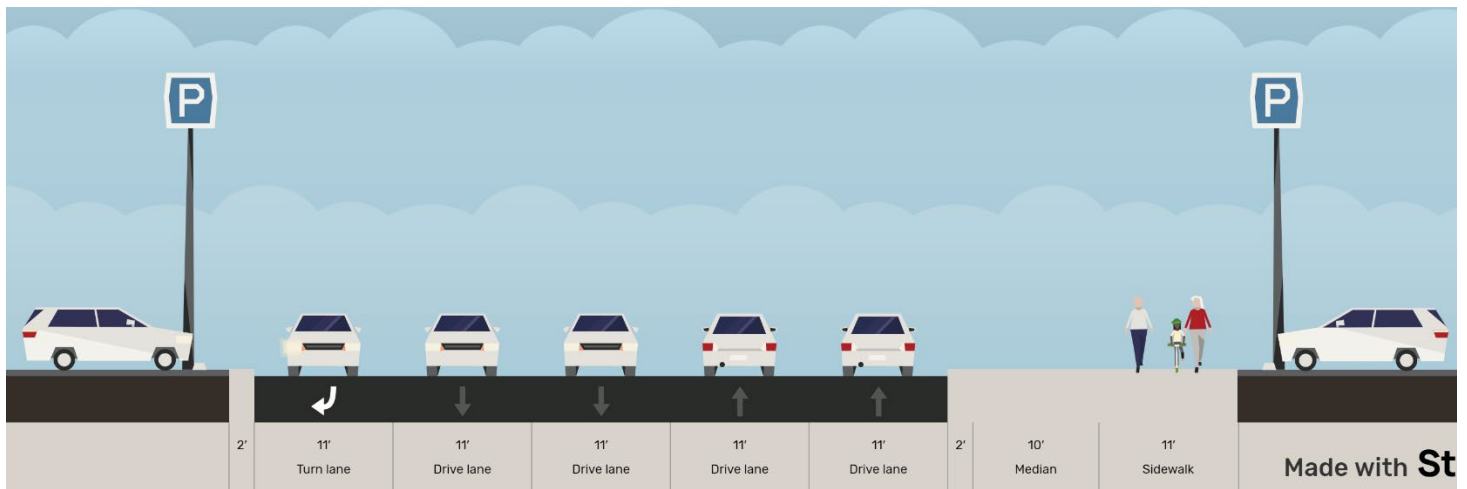 P
P
2'
11'
Turn lane
11'
Drive lane
11'
Drive lane
11'
Drive lane
11'
Drive lane
2'
10'
Median
11'
Sidewalk
Made with St